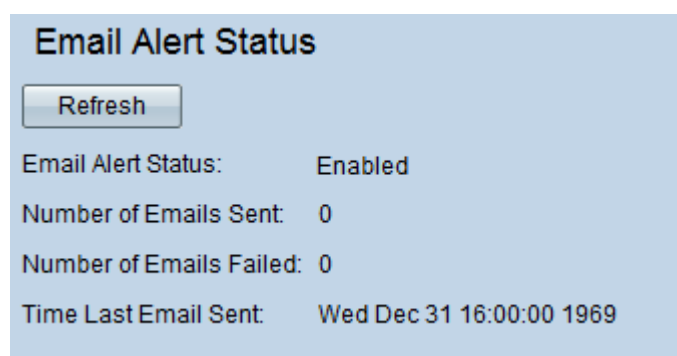 Email Alert Status
Refresh
Email Alert Status: Enabled
Number of Emails Sent: 0
Number of Emails Failed: 0
Time Last Email Sent: Wed Dec 31 16:00:00 1969